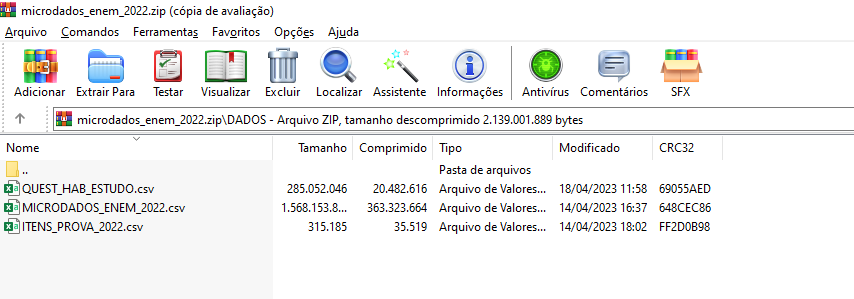 microdados_enem_2022.zip (cópia de avaliação)
Arquivo Comandos Ferramentas Favoritos Opções Ajuda
Adicionar Extrair Para Testar Visualizar Excluir Localizar Assistente Informações Antivírus Comentários SFX
microdados_enem_2022.zip\DADOS - Arquivo ZIP, tamanho descomprimido 2.139.001.889 bytes
Nome Tamanho Comprimido Tipo Modificado CRC32
.. Pasta de arquivos
QUEST_HAB_ESTUDO.csv 285.052.046 20.482.616 Arquivo de Valores... 18/04/2023 11:58 69055AED
MICRODADOS_ENEM_2022.csv 1.568.153.8... 363.323.664 Arquivo de Valores... 14/04/2023 16:37 648CEC86
ITENS_PROVA_2022.csv 315.185 35.519 Arquivo de Valores... 14/04/2023 18:02 FF2D0B98